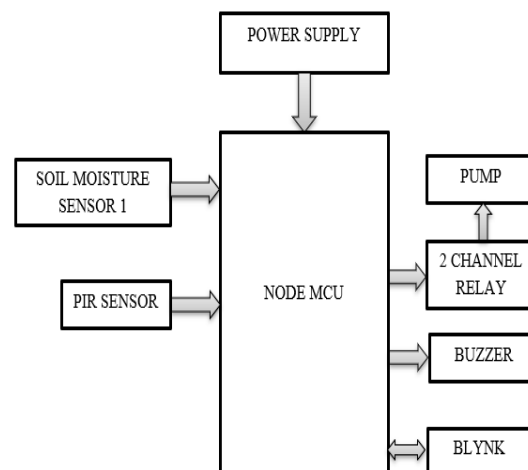 POWER SUPPLY
SOIL MOISTURE
SENSOR 1
PIR SENSOR
NODE MCU
PUMP
2 CHANNEL
RELAY
BUZZER
BLYNK